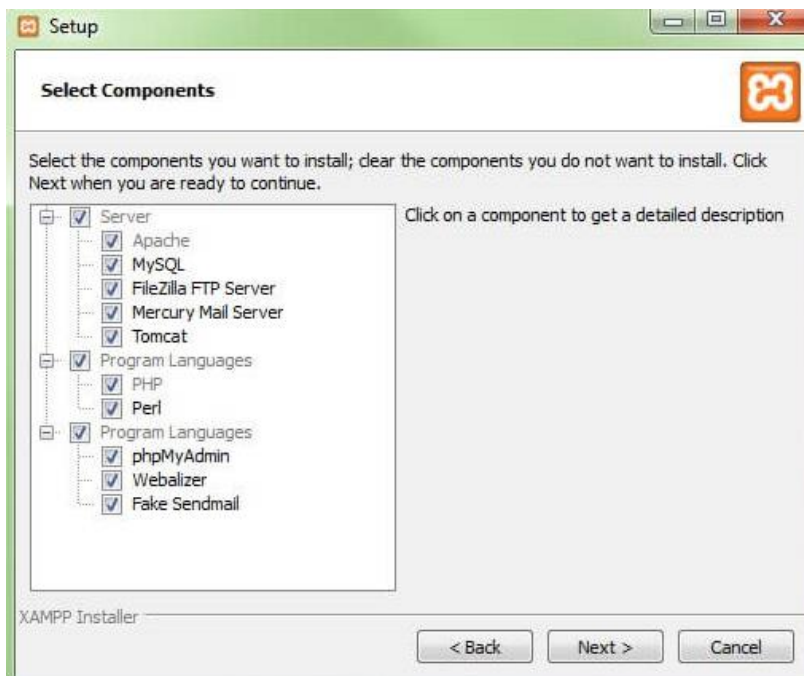 Setup
Select Components
Select the components you want to install; clear the components you do not want to install. Click
Next when you are ready to continue.
Server
Apache
MySQL
FileZilla FTP Server
Mercury Mail Server
Tomcat
Program Languages
PHP
Perl
Program Languages
phpMyAdmin
Webalizer
Fake Sendmail
Click on a component to get a detailed description
XAMPP Installer
< Back
Next >
Cancel